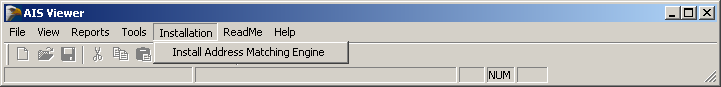 AIS Viewer
File View Reports Tools Installation ReadMe Help
Install Address Matching Engine
NUM